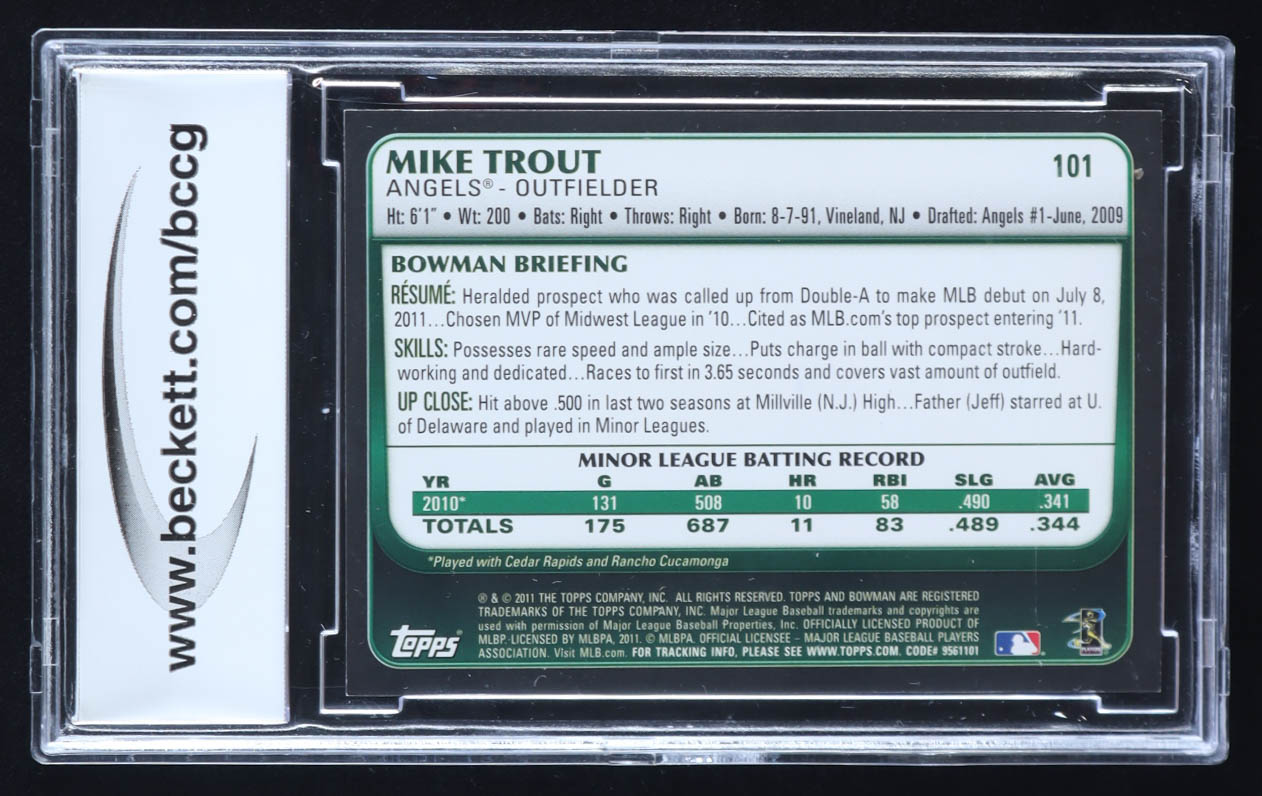 www.beckett.com/bccg
MIKE TROUT
101
ANGELS® - OUTFIELDER
Ht: 6'1" • Wt: 200 • Bats: Right • Throws: Right • Born: 8-7-91, Vineland, NJ • Drafted: Angels #1-June, 2009
BOWMAN BRIEFING
RÉSUMÉ: Heralded prospect who was called up from Double-A to make MLB debut on July 8,
2011...Chosen MVP of Midwest League in '10...Cited as MLB.com's top prospect entering '11.
SKILLS: Possesses rare speed and ample size...Puts charge in ball with compact stroke...Hard-
working and dedicated...Races to first in 3.65 seconds and covers vast amount of outfield.
UP CLOSE: Hit above .500 in last two seasons at Millville (N.J.) High...Father (Jeff) starred at U.
of Delaware and played in Minor Leagues.
MINOR LEAGUE BATTING RECORD
YR G AB HR RBI SLG AVG
2010* 131 508 10 58 .490 .341
TOTALS 175 687 11 83 .489 .344
*Played with Cedar Rapids and Rancho Cucamonga
® & © 2011 THE TOPPS COMPANY, INC. ALL RIGHTS RESERVED. TOPPS AND BOWMAN ARE REGISTERED
TRADEMARKS OF THE TOPPS COMPANY, INC. Major League Baseball trademarks and copyrights are
used with permission of Major League Baseball Properties, Inc. OFFICIALLY LICENSED PRODUCT OF
MLBP. LICENSED BY MLBPA, 2011. © MLBPA. OFFICIAL LICENSEE – MAJOR LEAGUE BASEBALL PLAYERS
ASSOCIATION. Visit MLB.com. FOR TRACKING INFO, PLEASE SEE WWW.TOPPS.COM. CODE# 9561101
Topps®